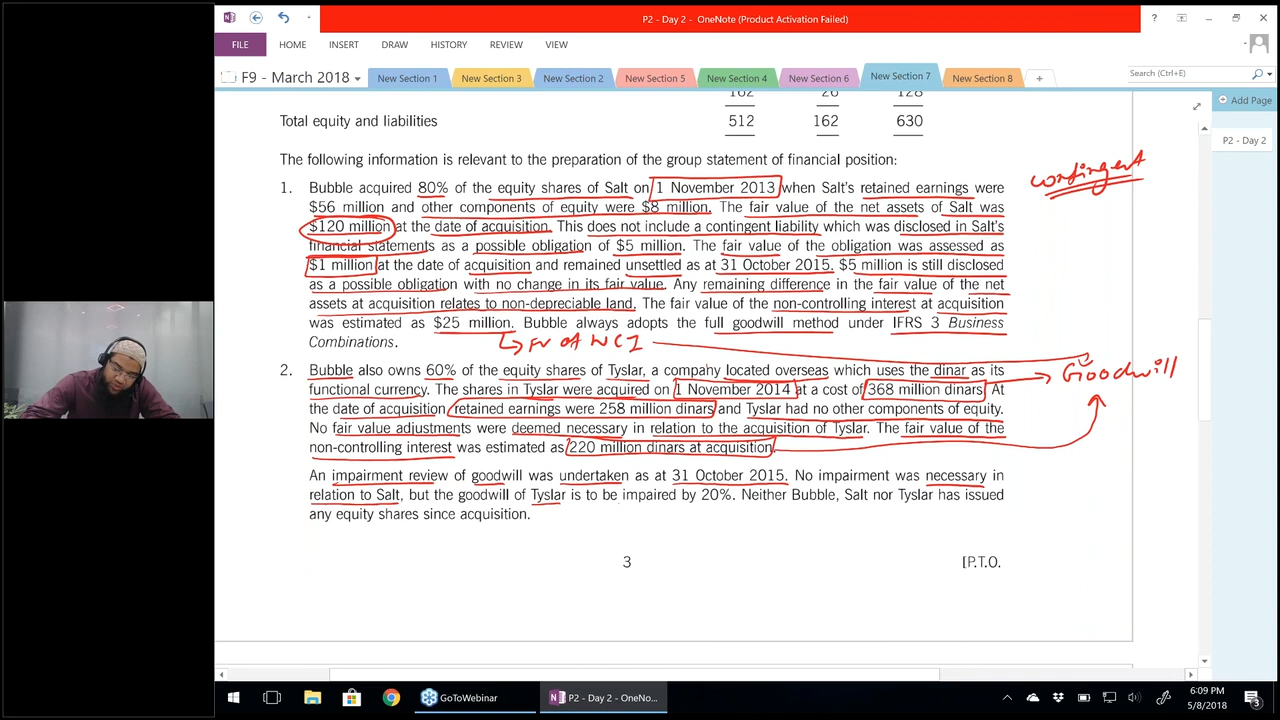 P2 - Day 2 - OneNote (Product Activation Failed)
FILE HOME INSERT DRAW HISTORY REVIEW VIEW
F9 - March 2018 New Section 1 New Section 3 New Section 2 New Section 5 New Section 4 New Section 6 New Section 7 New Section 8 Search (Ctrl+E)
Add Page
P2 - Day 2
162 26 128
Total equity and liabilities 512 162 630
The following information is relevant to the preparation of the group statement of financial position:
contingent
1. Bubble acquired 80% of the equity shares of Salt on 1 November 2013 when Salt's retained earnings were
$56 million and other components of equity were $8 million. The fair value of the net assets of Salt was
$120 million at the date of acquisition. This does not include a contingent liability which was disclosed in Salt's
financial statements as a possible obligation of $5 million. The fair value of the obligation was assessed as
$1 million at the date of acquisition and remained unsettled as at 31 October 2015. $5 million is still disclosed
as a possible obligation with no change in its fair value. Any remaining difference in the fair value of the net
assets at acquisition relates to non-depreciable land. The fair value of the non-controlling interest at acquisition
was estimated as $25 million. Bubble always adopts the full goodwill method under IFRS 3 Business
Combinations.
FV of NCI
2. Bubble also owns 60% of the equity shares of Tyslar, a company located overseas which uses the dinar as its
Goodwill
functional currency. The shares in Tyslar were acquired on 1 November 2014 at a cost of 368 million dinars. At
the date of acquisition retained earnings were 258 million dinars and Tyslar had no other components of equity.
No fair value adjustments were deemed necessary in relation to the acquisition of Tyslar. The fair value of the
non-controlling interest was estimated as 220 million dinars at acquisition.
An impairment review of goodwill was undertaken as at 31 October 2015. No impairment was necessary in
relation to Salt, but the goodwill of Tyslar is to be impaired by 20%. Neither Bubble, Salt nor Tyslar has issued
any equity shares since acquisition.
3 [P.T.O.
GoToWebinar P2 - Day 2 - OneNo...
6:09 PM
5/8/2018
3